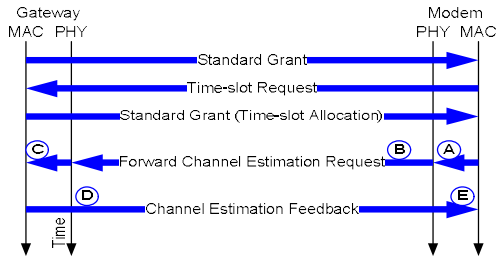 Gateway Modem
MAC PHY PHY MAC
Standard Grant
Time-slot Request
Standard Grant (Time-slot Allocation)
C Forward Channel Estimation Request B A
D Channel Estimation Feedback E
Time